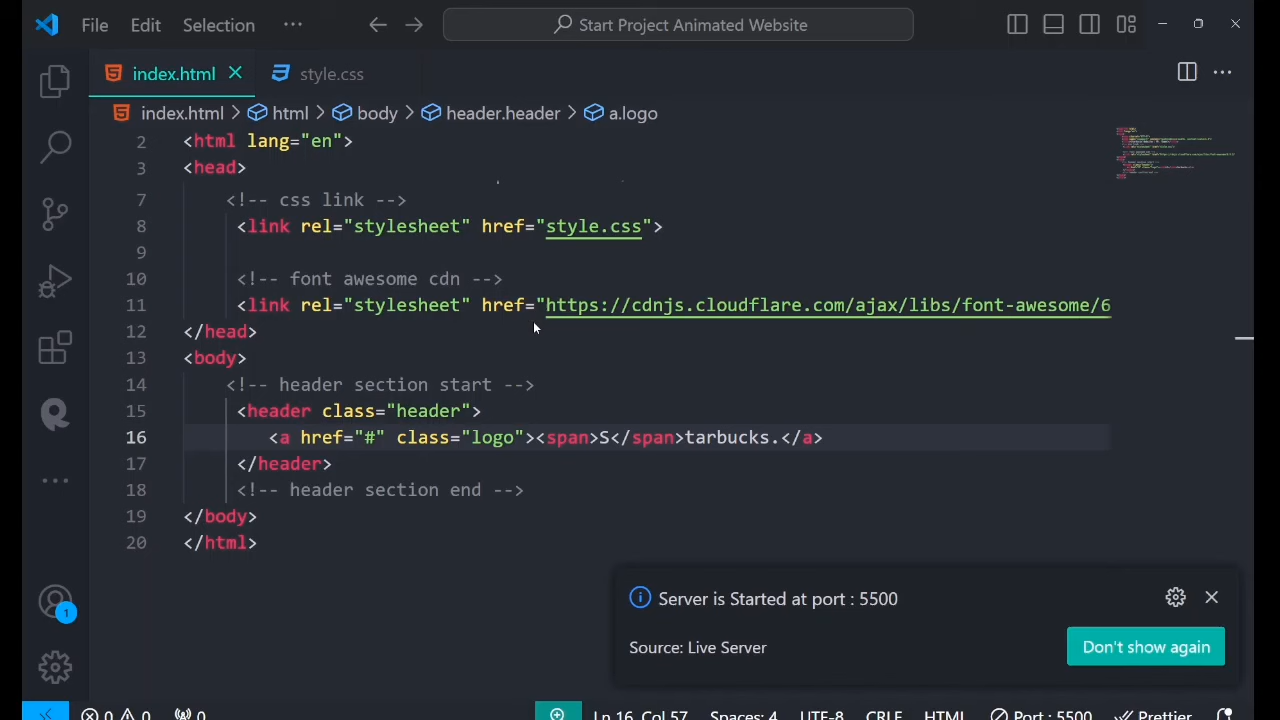 File Edit Selection ··· Start Project Animated Website
index.html style.css
index.html > html > body > header.header > a.logo
2 <html lang="en">
3 <head>
7 <!-- css link -->
8 <link rel="stylesheet" href="style.css">
9
10 <!-- font awesome cdn -->
11 <link rel="stylesheet" href="https://cdnjs.cloudflare.com/ajax/libs/font-awesome/6
12 </head>
13 <body>
14 <!-- header section start -->
15 <header class="header">
16 <a href="#" class="logo"><span>S</span>tarbucks.</a>
17 </header>
18 <!-- header section end -->
19 </body>
20 </html>
Server is Started at port : 5500
Source: Live Server Don't show again
1
0 0 0 Ln 16, Col 57 Spaces: 4 UTF-8 CRLF HTML Port : 5500 Prettier